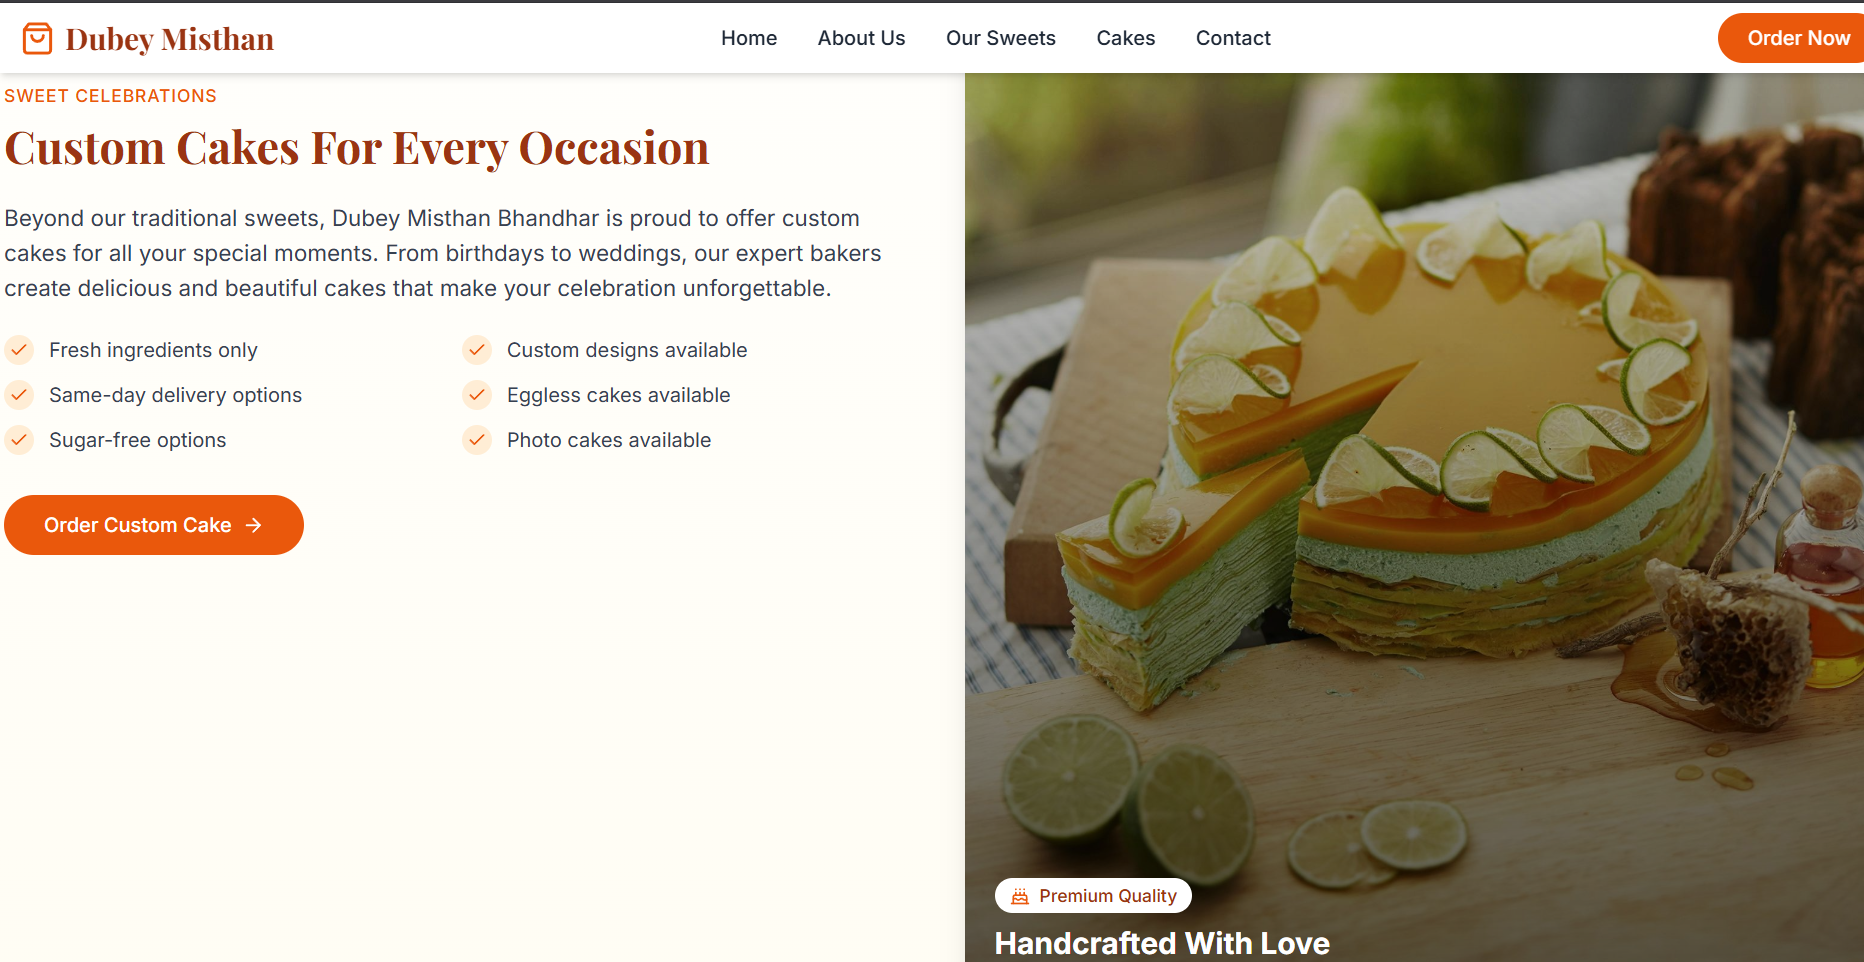 Dubey Misthan
Home
About Us
Our Sweets
Cakes
Contact
Order Now
SWEET CELEBRATIONS
Custom Cakes For Every Occasion
Beyond our traditional sweets, Dubey Misthan Bhandhar is proud to offer custom
cakes for all your special moments. From birthdays to weddings, our expert bakers
create delicious and beautiful cakes that make your celebration unforgettable.
Fresh ingredients only
Custom designs available
Same-day delivery options
Eggless cakes available
Sugar-free options
Photo cakes available
Order Custom Cake
Premium Quality
Handcrafted With Love